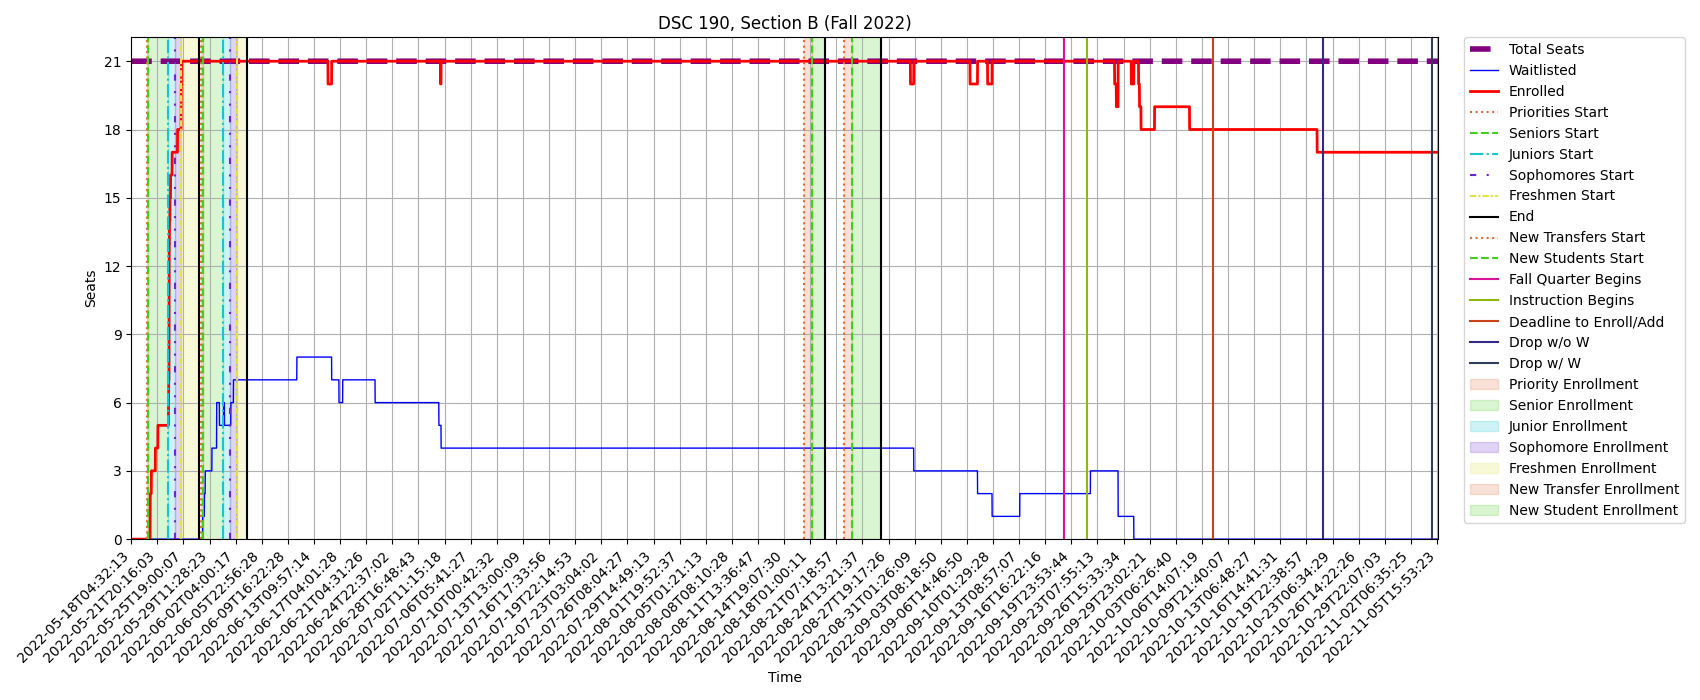 DSC 190, Section B (Fall 2022)
Seats
21
18
15
12
9
6
3
0
2022-05-18T04:32:13
2022-05-21T20:16:03
2022-05-25T19:00:07
2022-05-29T11:28:23
2022-06-02T04:00:17
2022-06-05T22:56:28
2022-06-09T16:22:28
2022-06-13T09:57:14
2022-06-17T04:01:28
2022-06-21T04:31:26
2022-06-24T22:37:02
2022-06-28T16:48:43
2022-07-02T11:15:18
2022-07-06T05:41:27
2022-07-10T00:42:32
2022-07-13T13:00:09
2022-07-16T17:33:56
2022-07-19T22:14:53
2022-07-23T03:04:02
2022-07-26T08:04:27
2022-07-29T14:49:13
2022-08-01T19:52:37
2022-08-05T01:21:13
2022-08-08T08:10:28
2022-08-11T13:36:47
2022-08-14T19:07:30
2022-08-18T01:00:11
2022-08-21T07:18:57
2022-08-24T13:21:37
2022-08-27T19:17:26
2022-08-31T01:26:09
2022-09-03T08:18:50
2022-09-06T14:46:50
2022-09-10T01:29:28
2022-09-13T08:57:07
2022-09-16T16:22:16
2022-09-19T23:53:44
2022-09-23T07:55:13
2022-09-26T15:33:34
2022-09-29T23:02:21
2022-10-03T06:26:40
2022-10-06T14:07:19
2022-10-09T21:40:07
2022-10-13T06:48:27
2022-10-16T14:41:31
2022-10-19T22:38:57
2022-10-23T06:34:29
2022-10-26T14:22:26
2022-10-29T22:07:03
2022-11-02T06:35:25
2022-11-05T15:53:23
Time
Total Seats
Waitlisted
Enrolled
Priorities Start
Seniors Start
Juniors Start
Sophomores Start
Freshmen Start
End
New Transfers Start
New Students Start
Fall Quarter Begins
Instruction Begins
Deadline to Enroll/Add
Drop w/o W
Drop w/ W
Priority Enrollment
Senior Enrollment
Junior Enrollment
Sophomore Enrollment
Freshmen Enrollment
New Transfer Enrollment
New Student Enrollment